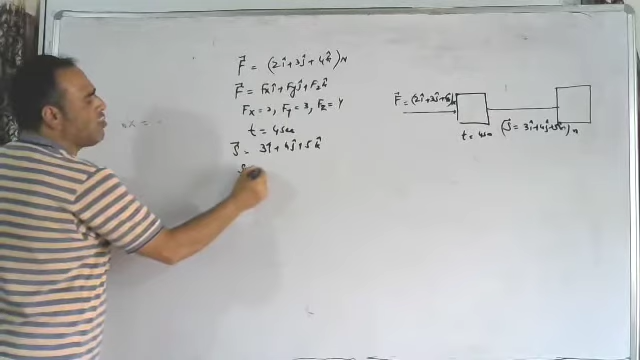 F⃗ = (2î+3ĵ+4k̂)N
F⃗ = Fxî+Fyĵ+Fzk̂
Fx=2, Fy=3, Fz=4
t = 4sec
S⃗ = 3î+4ĵ+5k̂
S
F⃗=(2î+3ĵ+4k̂)N
t=4sec (S⃗=3î+4ĵ+5k̂)m